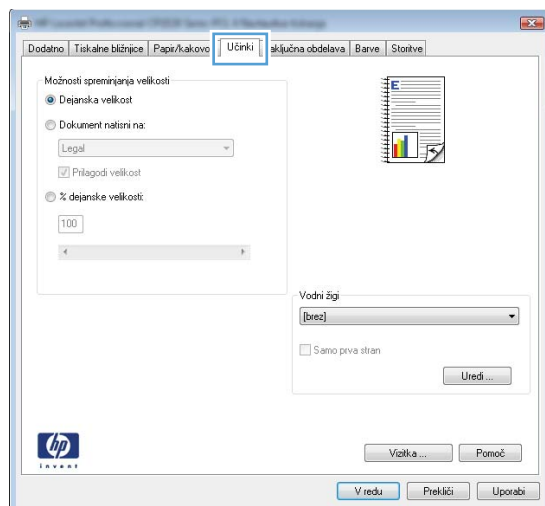 Dodatno Tiskalne bližnjice Papir/kakovo Učinki aključna obdelava Barve Storitve
Možnosti spreminjanja velikosti
Dejanska velikost
Dokument natisni na:
Legal
Prilagodi velikost
% dejanske velikosti:
100
E
Vodni žigi
[brez]
Samo prva stran
Uredi ...
hp
invent
Vizitka ... Pomoč
V redu Prekliči Uporabi